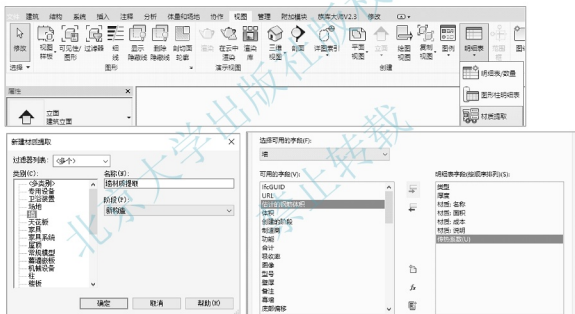 建筑 结构 系统 插入 注释 分析 体量和场地 协作 视图 管理 附加模块 族库大师V2.3 修改
修改 视图样板 可见性/图形 过滤器 细线 显示隐藏线 删除隐藏线 剖切面轮廓 渲染 在云中渲染 渲染库 三维视图 剖面 详图索引 平面视图 立面 绘图视图 复制视图 图例 明细表
选择 图形 演示视图 创建
明细表/数量
图形柱明细表
材质提取
属性
立面
建筑立面
新建材质提取
过滤器列表: <多个>
类别(C):
<多类别>
专用设备
卫浴装置
场地
墙
天花板
家具
家具系统
屋顶
常规模型
幕墙嵌板
机械设备
柱
楼板
名称(N):
墙材质提取
阶段(P):
新构造
确定 取消 帮助(H)
选择可用的字段(F):
墙
可用的字段(V):
IfcGUID
URL
估计的钢筋体积
体积
创建的阶段
制造商
功能
合计
吸收率
图像
型号
壁厚
备注
幕墙
底部偏移
明细表字段(按顺序排列)(S):
类型
厚度
材质: 名称
材质: 面积
材质: 成本
材质: 说明
传热系数(U)
北京大学出版社版权
禁止转载